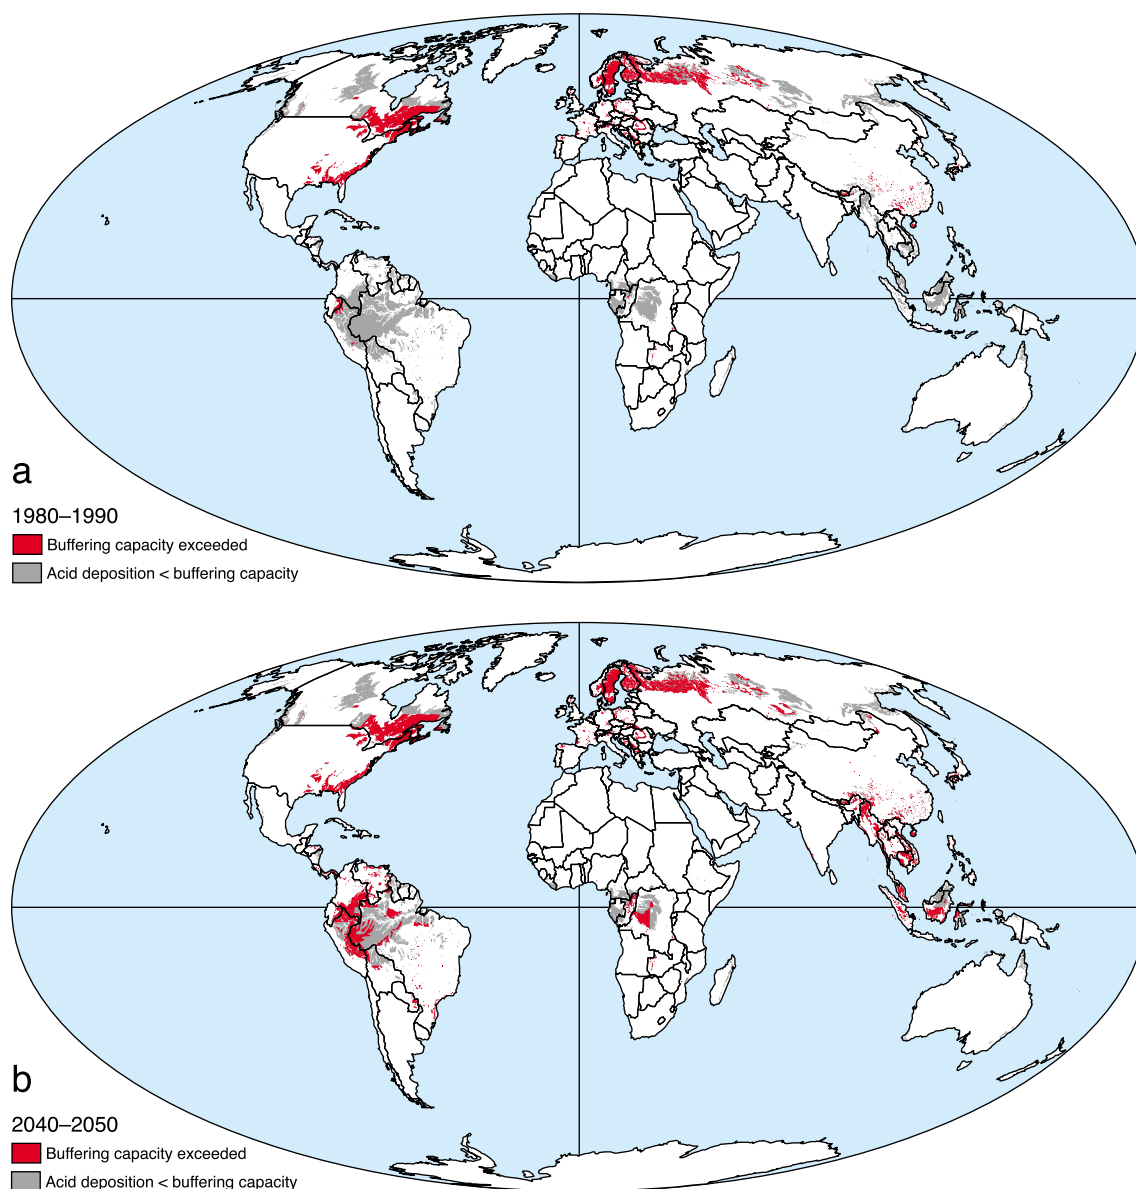 a
1980–1990
Buffering capacity exceeded
Acid deposition < buffering capacity
b
2040–2050
Buffering capacity exceeded
Acid deposition < buffering capacity